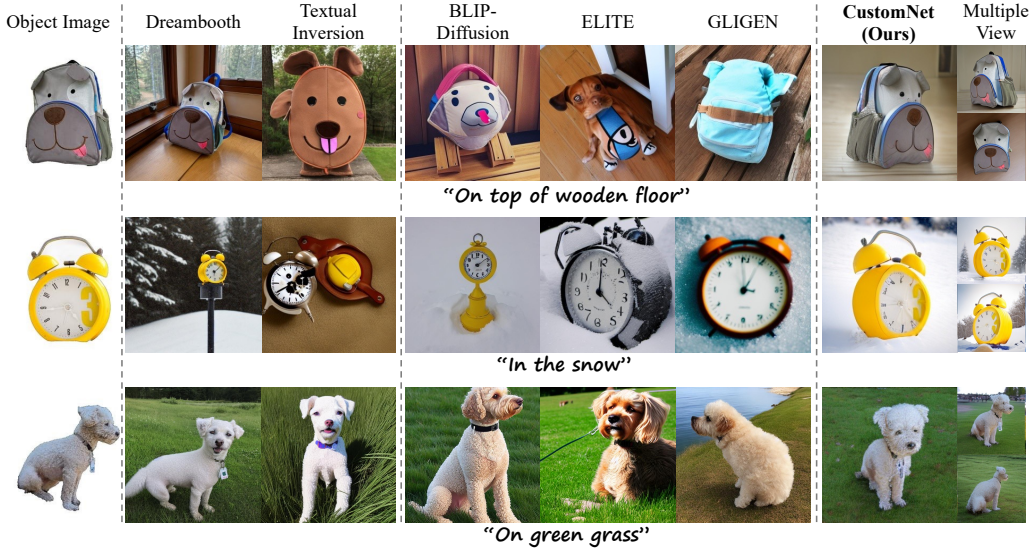 Object Image
Dreambooth
Textual
Inversion
BLIP-
Diffusion
ELITE
GLIGEN
CustomNet
(Ours)
Multiple
View
“On top of wooden floor”
“In the snow”
“On green grass”